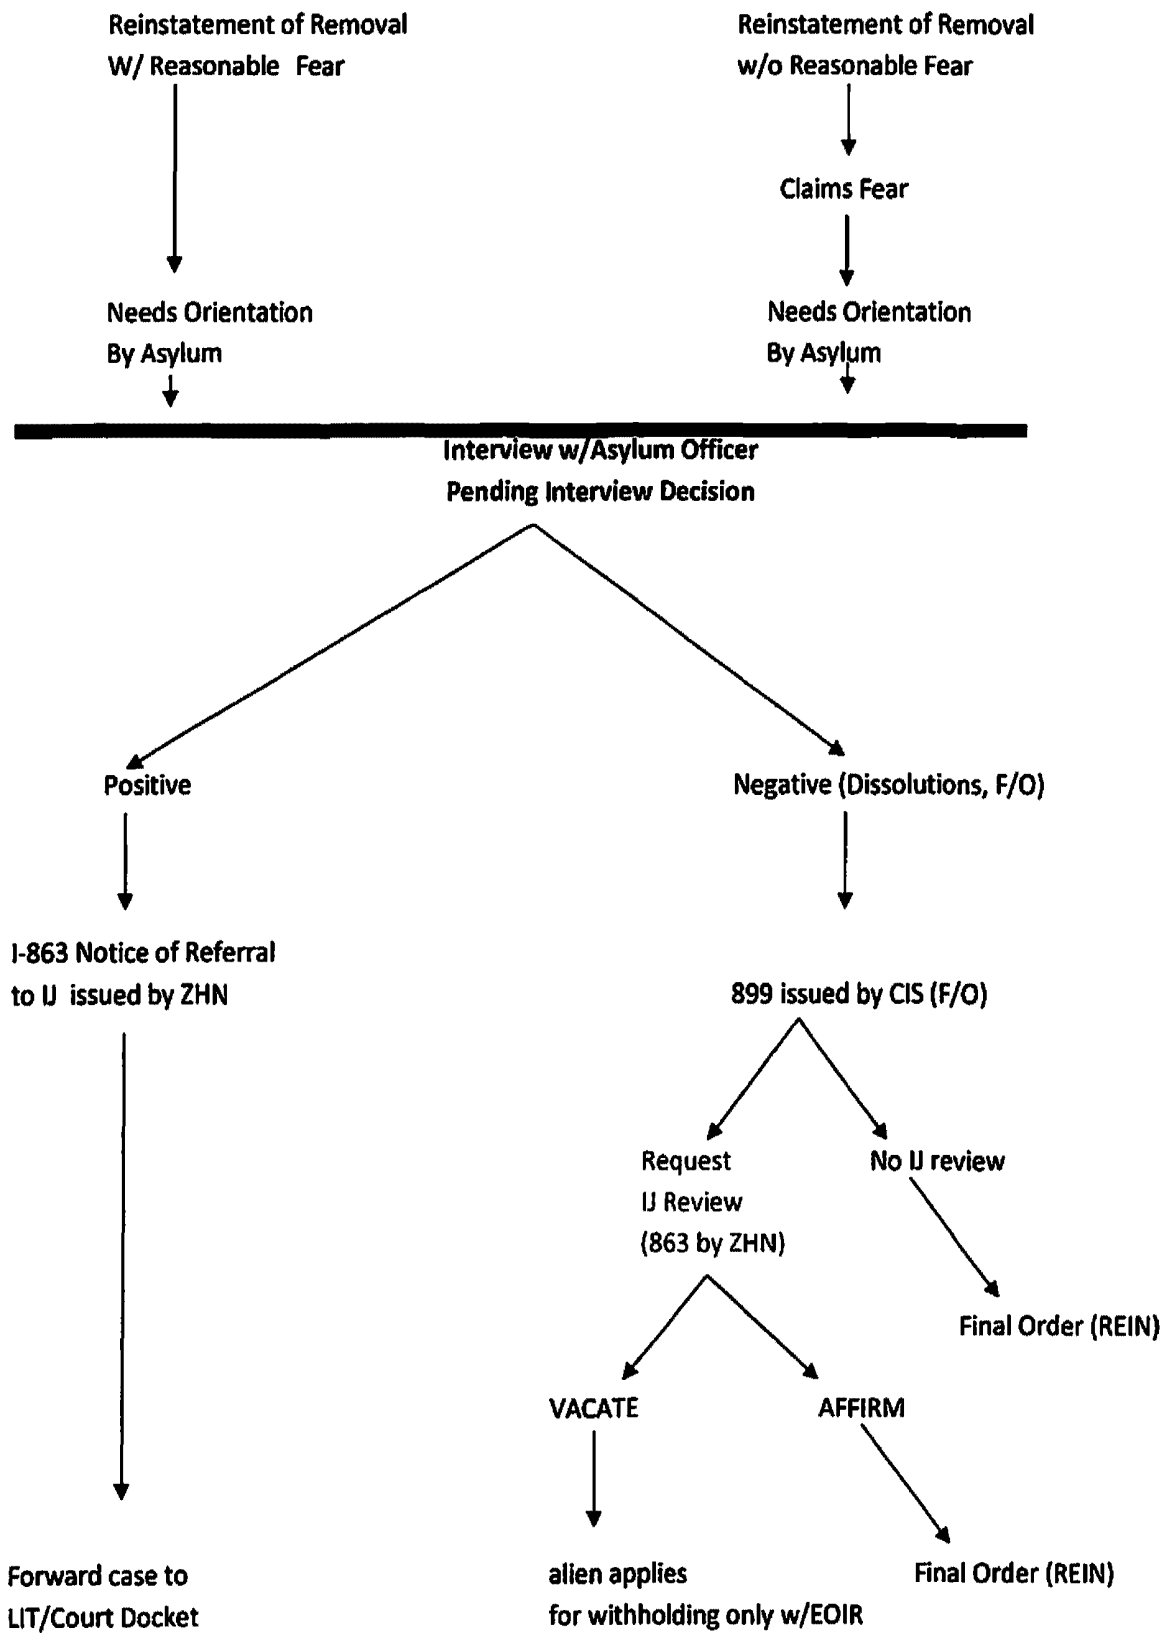 Reinstatement of Removal
W/ Reasonable Fear
Reinstatement of Removal
w/o Reasonable Fear
Claims Fear
Needs Orientation
By Asylum
Needs Orientation
By Asylum
Interview w/Asylum Officer
Pending Interview Decision
Positive
Negative (Dissolutions, F/O)
I-863 Notice of Referral
to IJ issued by ZHN
899 issued by CIS (F/O)
Request
IJ Review
(863 by ZHN)
No IJ review
Final Order (REIN)
VACATE
AFFIRM
Forward case to
LIT/Court Docket
alien applies
for withholding only w/EOIR
Final Order (REIN)